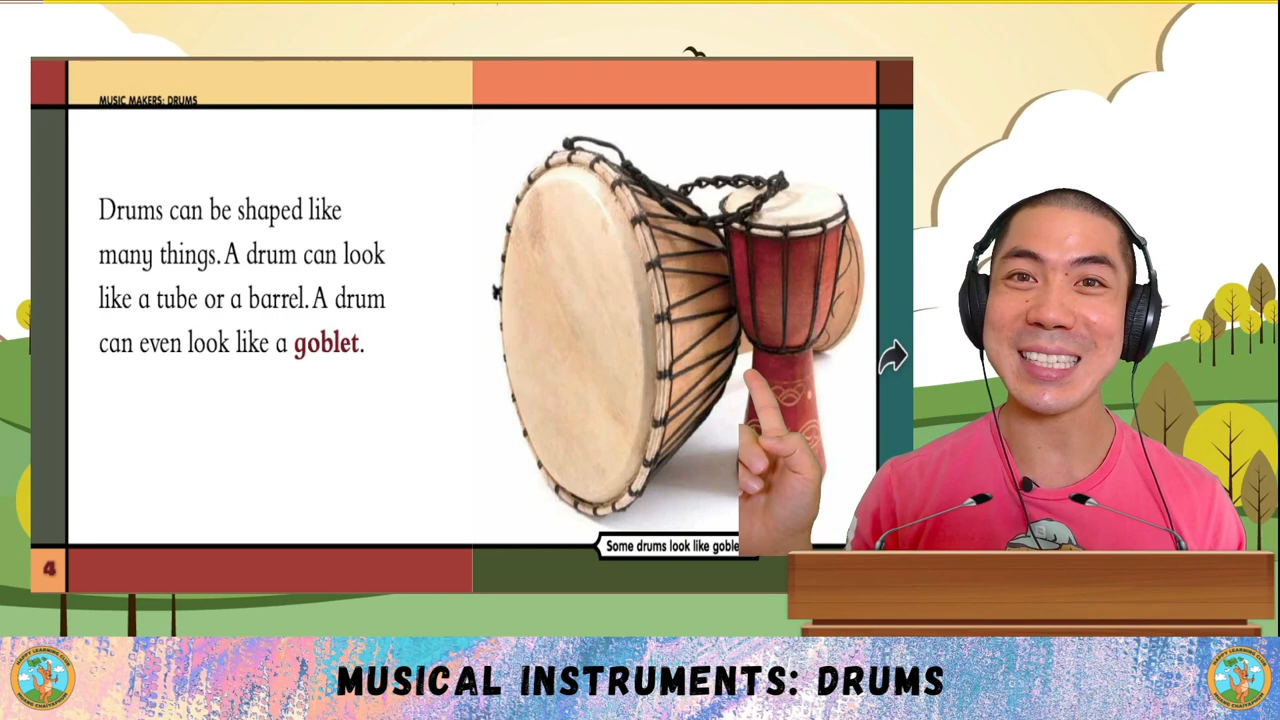 MUSIC MAKERS: DRUMS
Drums can be shaped like
many things. A drum can look
like a tube or a barrel. A drum
can even look like a goblet.
Some drums look like goble
4
MUSICAL INSTRUMENTS: DRUMS